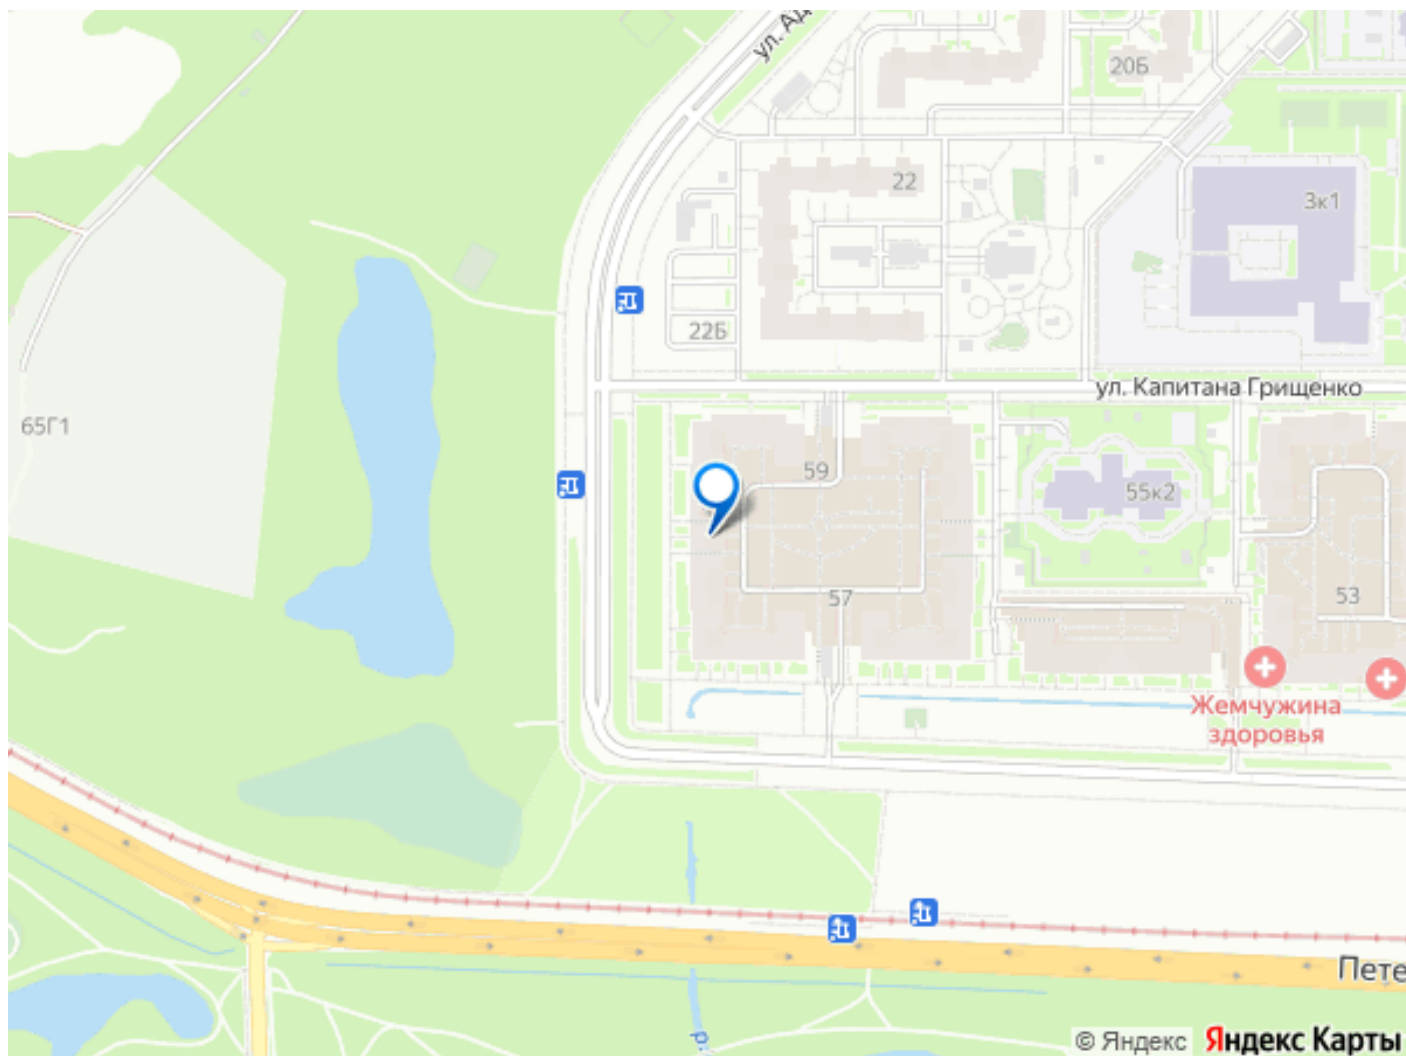 ул. Ад
20Б
22
3к1
22Б
ул. Капитана Грищенко
65Г1
59
55к2
57
53
Жемчужина
здоровья
Пете
р.
© Яндекс Яндекс Карты